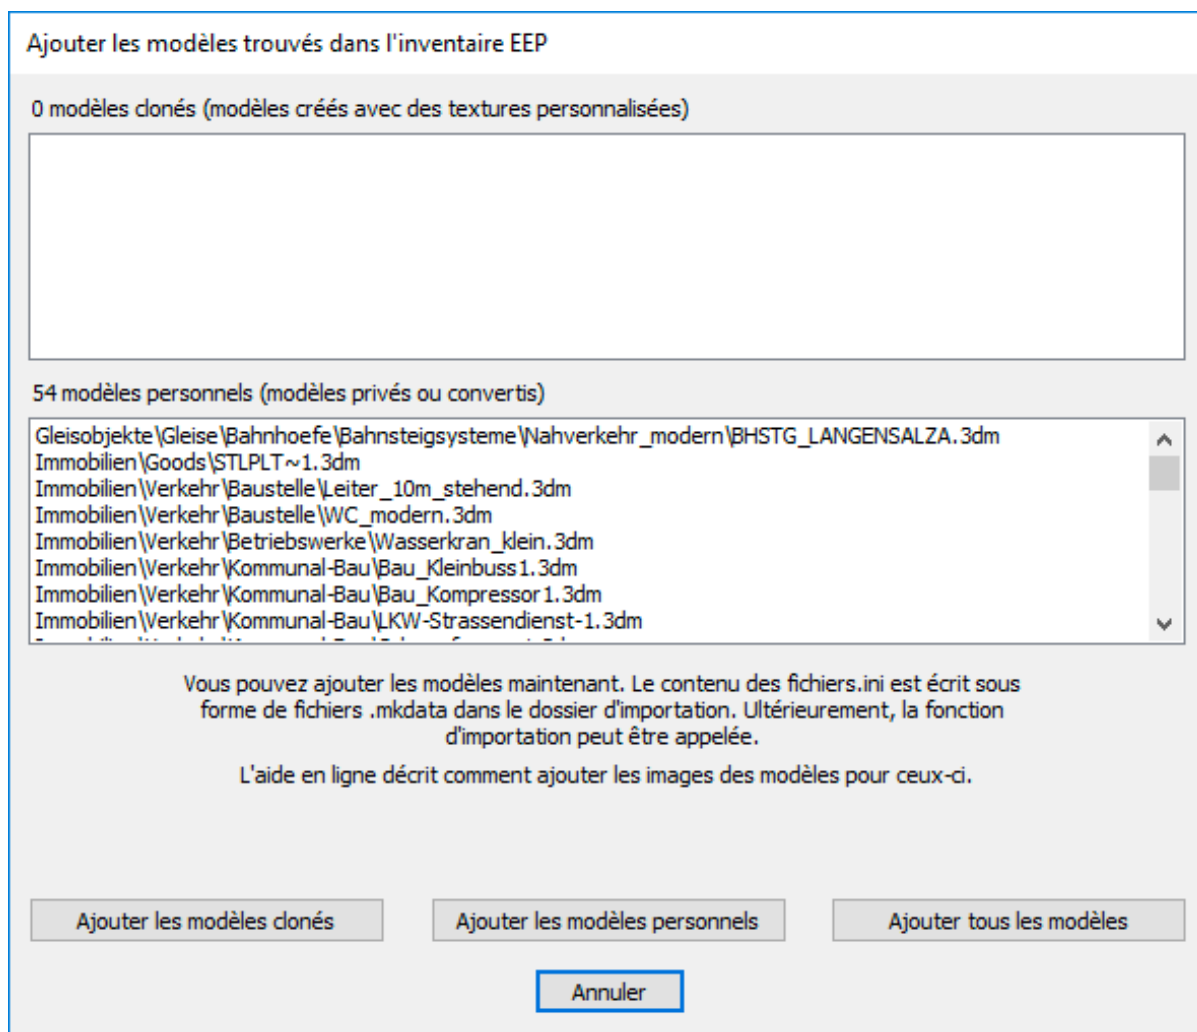 Ajouter les modèles trouvés dans l'inventaire EEP
0 modèles clonés (modèles créés avec des textures personnalisées)
54 modèles personnels (modèles privés ou convertis)
Gleisobjekte\Gleise\Bahnhoefe\Bahnsteigsysteme\Nahverkehr_modern\BHSTG_LANGENSALZA.3dm
Immobilien\Goods\STLPLT~1.3dm
Immobilien\Verkehr\Baustelle\Leiter_10m_stehend.3dm
Immobilien\Verkehr\Baustelle\WC_modern.3dm
Immobilien\Verkehr\Betriebswerke\Wasserkran_klein.3dm
Immobilien\Verkehr\Kommunal-Bau\Bau_Kleinbuss1.3dm
Immobilien\Verkehr\Kommunal-Bau\Bau_Kompressor1.3dm
Immobilien\Verkehr\Kommunal-Bau\LKW-Strassendienst-1.3dm
Vous pouvez ajouter les modèles maintenant. Le contenu des fichiers.ini est écrit sous
forme de fichiers .mkdata dans le dossier d'importation. Ultérieurement, la fonction
d'importation peut être appelée.
L'aide en ligne décrit comment ajouter les images des modèles pour ceux-ci.
Ajouter les modèles clonés
Ajouter les modèles personnels
Ajouter tous les modèles
Annuler